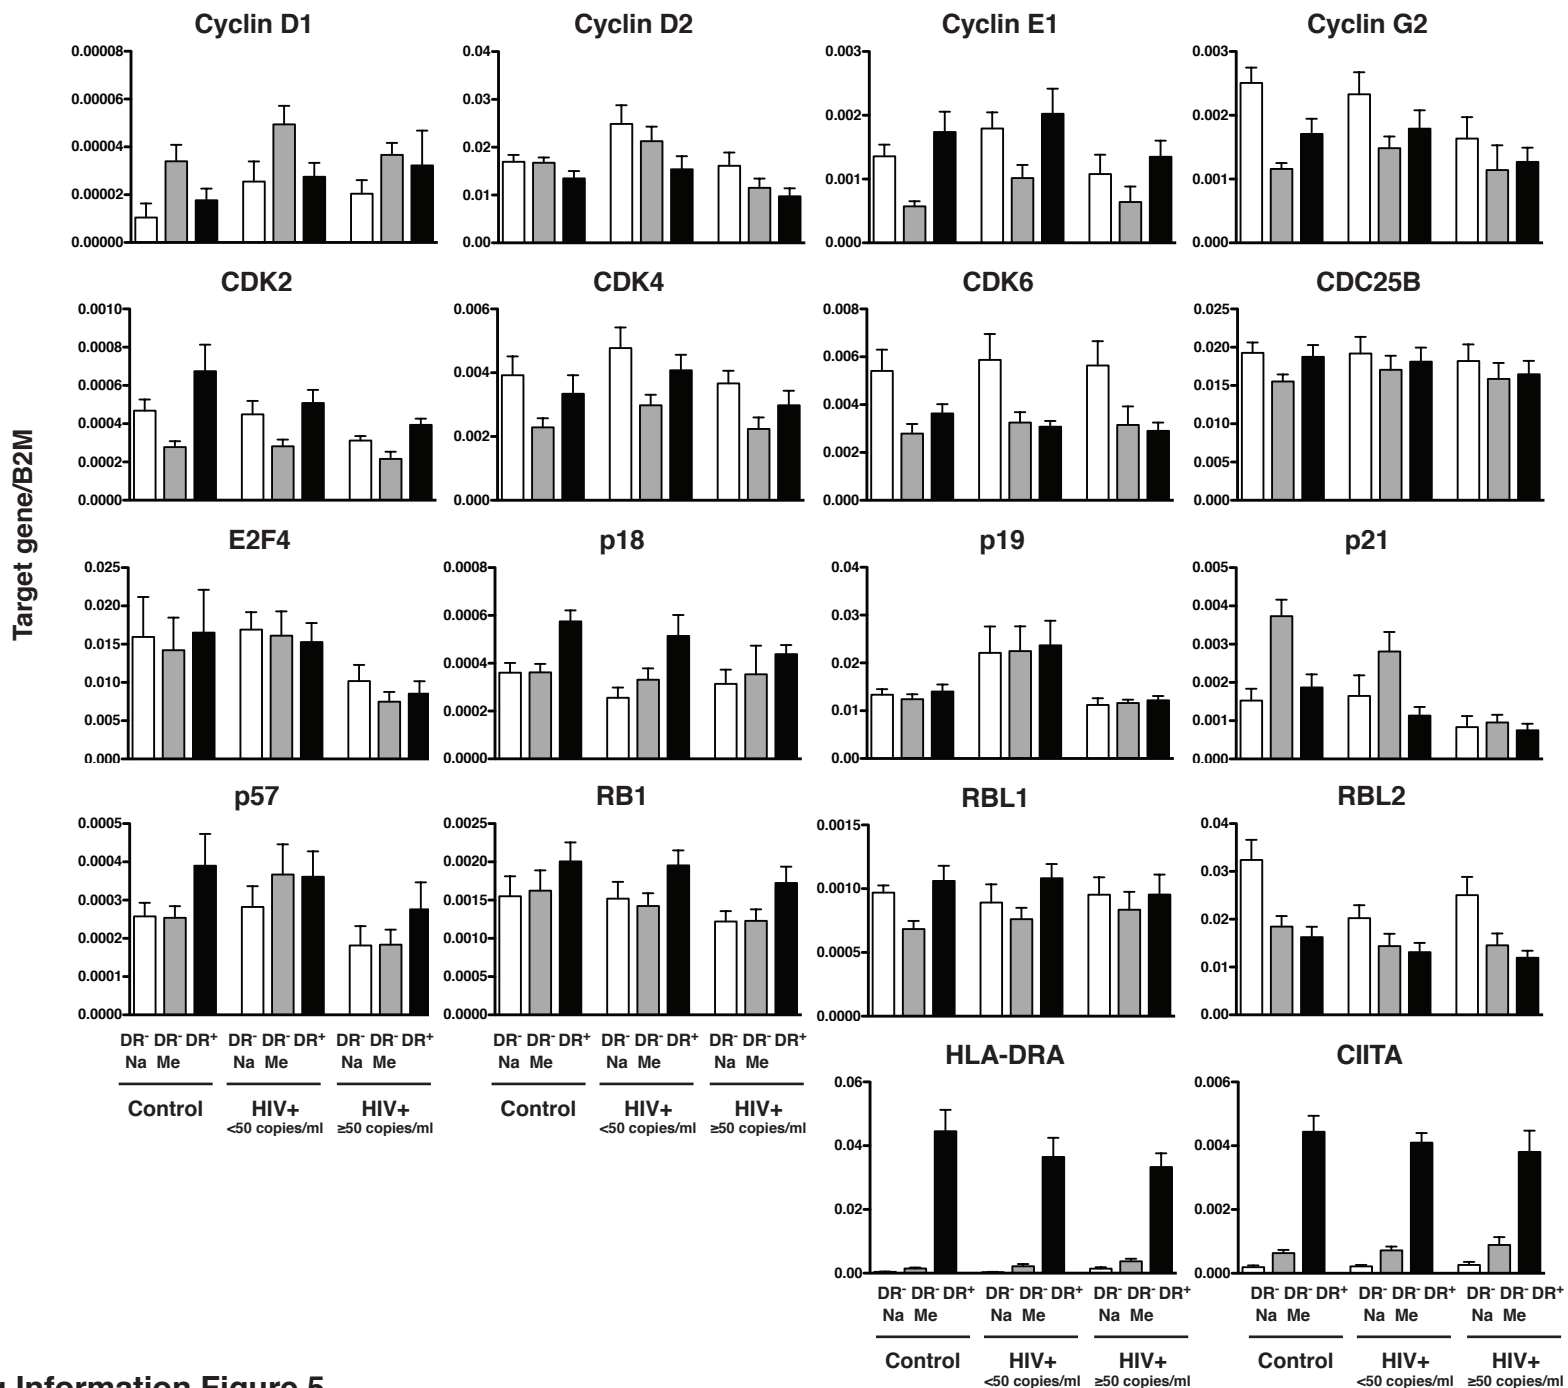 Cyclin D1 Cyclin D2 Cyclin E1 Cyclin G2
0.00008 0.04 0.003 0.003
0.00006 0.03 0.002 0.002
0.00004 0.02 0.001 0.001
0.00002 0.01 0.000 0.000
0.00000 0.00
CDK2 CDK4 CDK6 CDC25B
0.0010 0.006 0.008 0.025
0.0008 0.004 0.006 0.020
0.0006 0.002 0.004 0.015
0.0004 0.000 0.002 0.010
0.0002 0.000 0.005
0.0000 0.000
Target gene/B2M
E2F4 p18 p19 p21
0.025 0.0008 0.04 0.005
0.020 0.0006 0.03 0.004
0.015 0.0004 0.02 0.003
0.010 0.0002 0.01 0.002
0.005 0.0000 0.00 0.001
0.000 0.000
p57 RB1 RBL1 RBL2
0.0005 0.0025 0.0015 0.04
0.0004 0.0020 0.0010 0.03
0.0003 0.0015 0.0005 0.02
0.0002 0.0010 0.0000 0.01
0.0001 0.0005 0.00
0.0000 0.0000
DR- DR- DR+ DR- DR- DR+ DR- DR- DR+ DR- DR- DR+ DR- DR- DR+ DR- DR- DR+
Na Me Na Me Na Me Na Me Na Me Na Me
Control HIV+ HIV+ Control HIV+ HIV+
<50 copies/ml ≥50 copies/ml <50 copies/ml ≥50 copies/ml
HLA-DRA CIITA
0.06 0.006
0.04 0.004
0.02 0.002
0.00 0.000
DR- DR- DR+ DR- DR- DR+ DR- DR- DR+ DR- DR- DR+ DR- DR- DR+ DR- DR- DR+
Na Me Na Me Na Me Na Me Na Me Na Me
Control HIV+ HIV+ Control HIV+ HIV+
<50 copies/ml ≥50 copies/ml <50 copies/ml ≥50 copies/ml
Information Figure 5